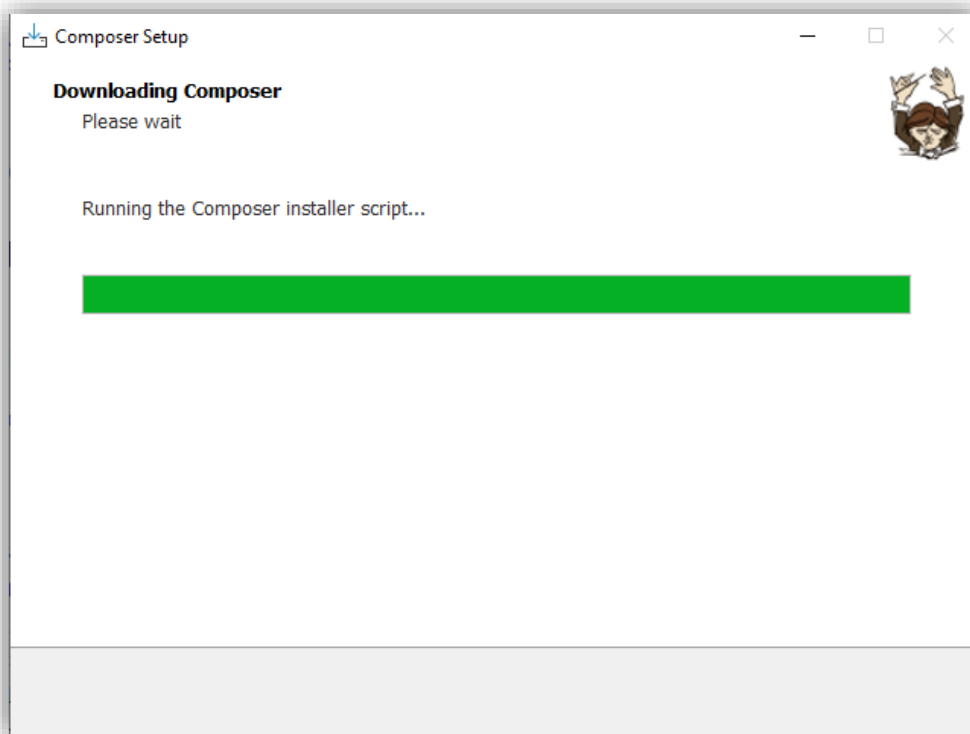 Composer Setup
Downloading Composer
Please wait
Running the Composer installer script...